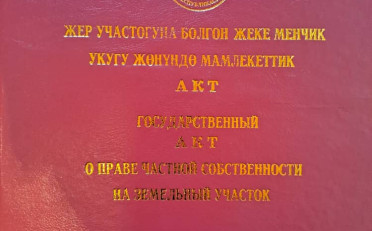 ЖЕР УЧАСТОГУНА БОЛГОН ЖЕКЕ МЕНЧИК
УКУГУ ЖӨНҮНДӨ МАМЛЕКЕТТИК
АКТ
ГОСУДАРСТВЕННЫЙ
АКТ
О ПРАВЕ ЧАСТНОЙ СОБСТВЕННОСТИ
НА ЗЕМЕЛЬНЫЙ УЧАСТОК